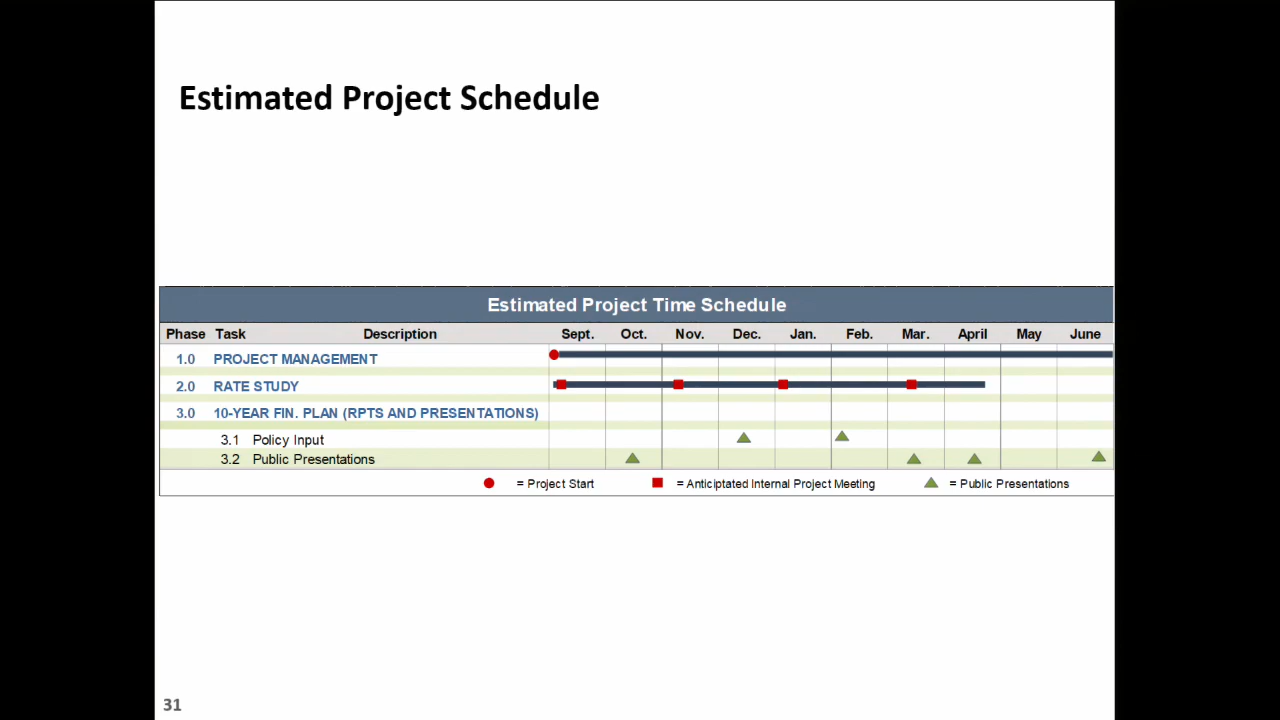 Estimated Project Schedule
Estimated Project Time Schedule
Phase Task Description Sept. Oct. Nov. Dec. Jan. Feb. Mar. April May June
1.0 PROJECT MANAGEMENT
2.0 RATE STUDY
3.0 10-YEAR FIN. PLAN (RPTS AND PRESENTATIONS)
3.1 Policy Input
3.2 Public Presentations
= Project Start = Anticiptated Internal Project Meeting = Public Presentations
31